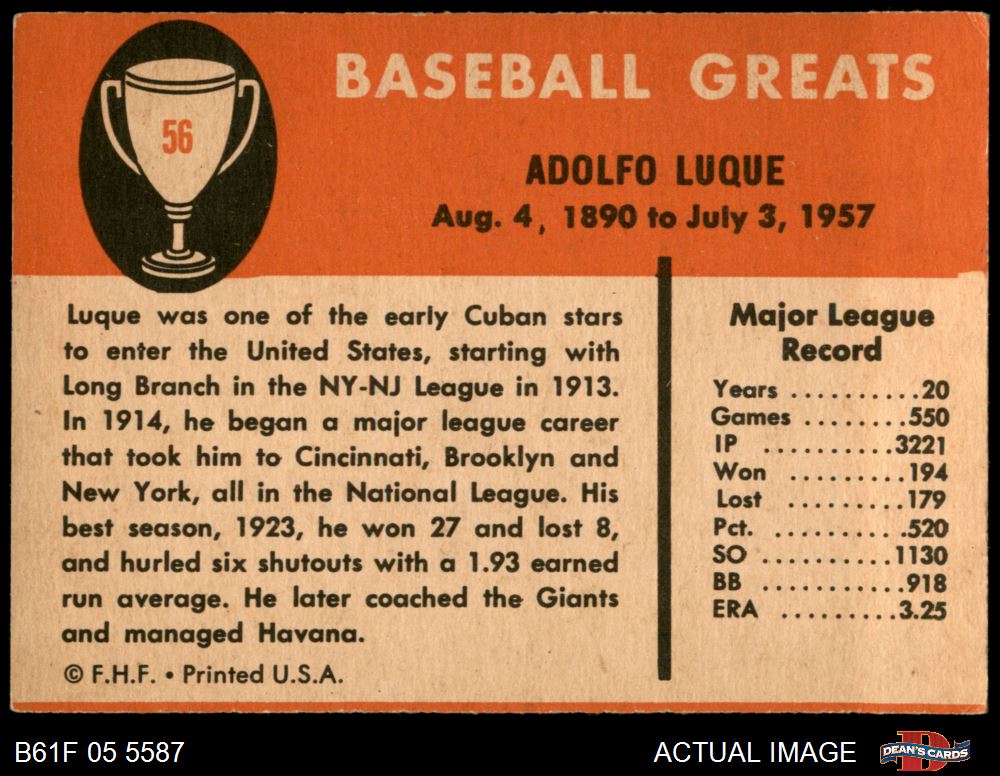 56
BASEBALL GREATS
ADOLFO LUQUE
Aug. 4, 1890 to July 3, 1957
Luque was one of the early Cuban stars
to enter the United States, starting with
Long Branch in the NY-NJ League in 1913.
In 1914, he began a major league career
that took him to Cincinnati, Brooklyn and
New York, all in the National League. His
best season, 1923, he won 27 and lost 8,
and hurled six shutouts with a 1.93 earned
run average. He later coached the Giants
and managed Havana.
© F.H.F. • Printed U.S.A.
Major League
Record
Years ..........20
Games ........550
IP ..........3221
Won .........194
Lost .........179
Pct. ..........520
SO ..........1130
BB ...........918
ERA .........3.25
B61F 05 5587
ACTUAL IMAGE
D
DEAN'S CARDS